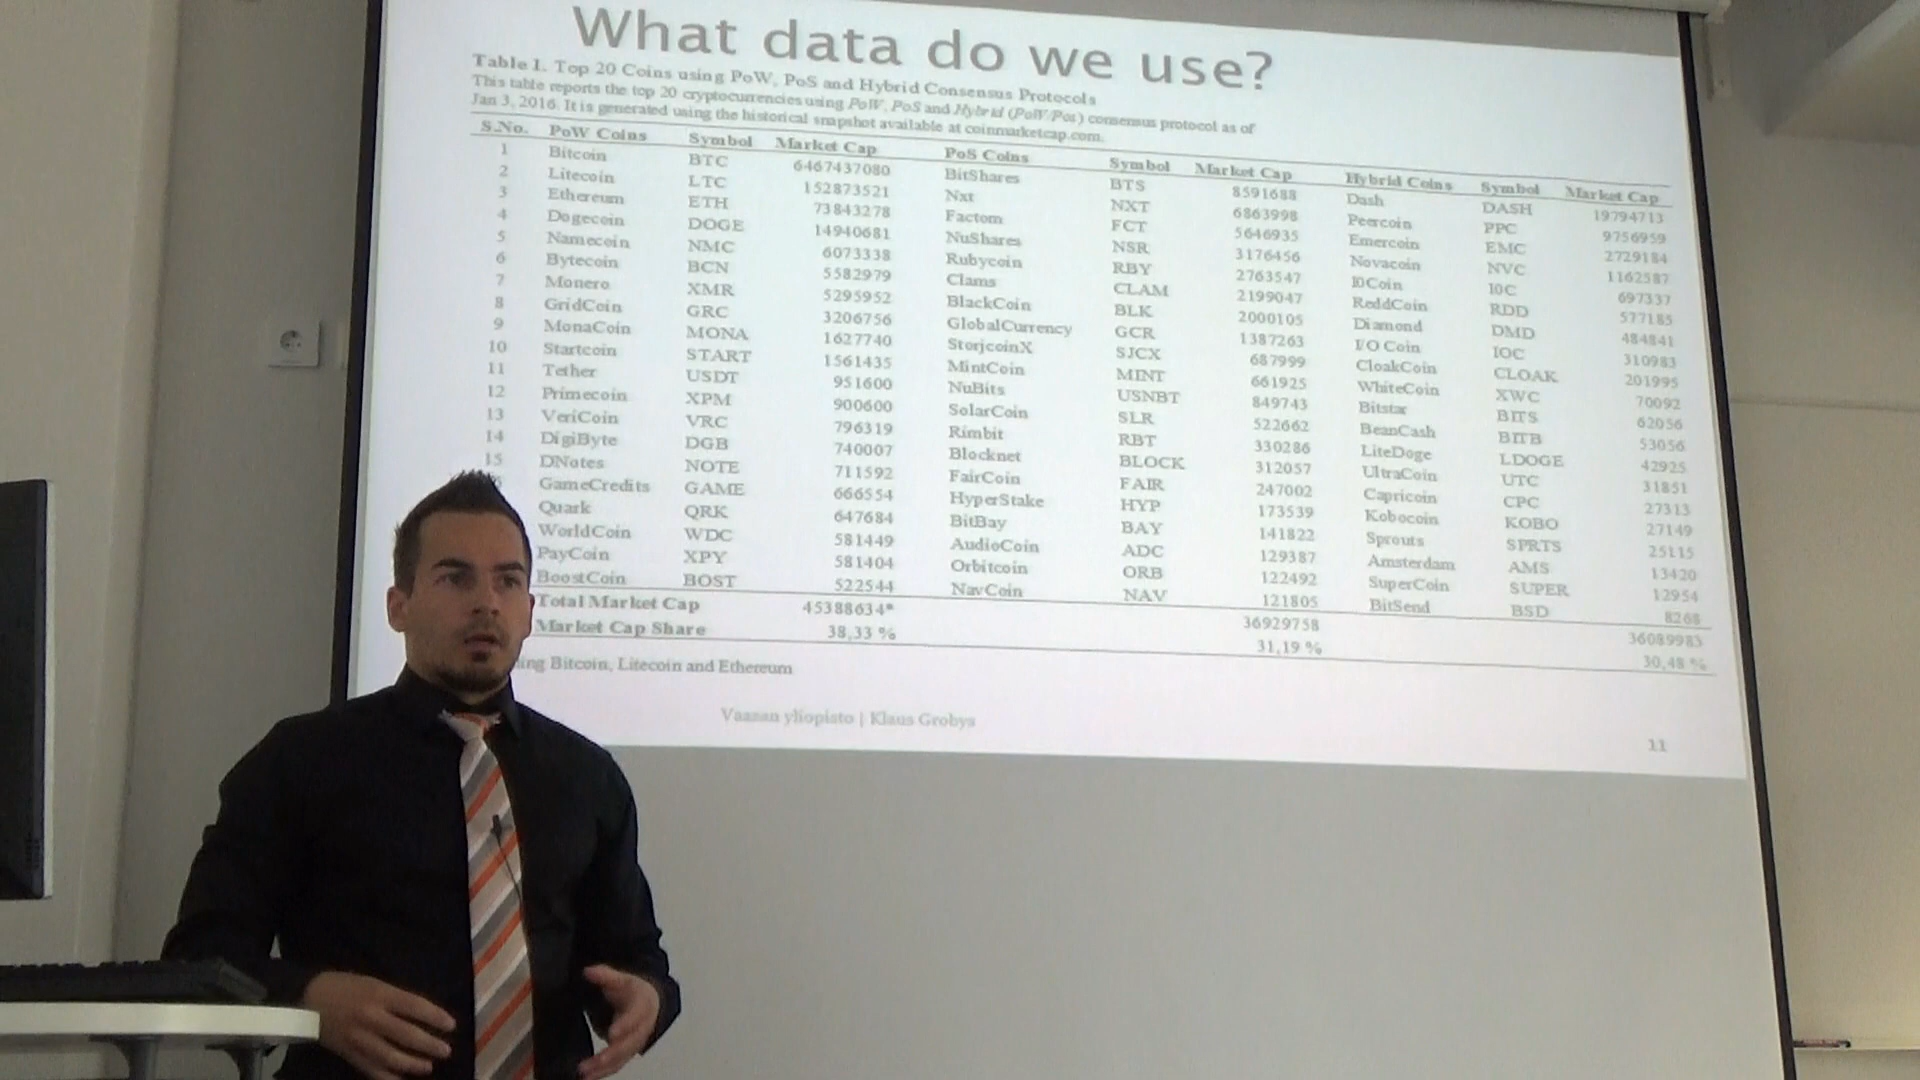 What data do we use?
Table 1. Top 20 Coins using PoW, PoS and Hybrid Consensus Protocols
This table reports the top 20 cryptocurrencies using PoW, PoS and Hybrid (PoW/Pos) consensus protocol as of
Jan 3, 2016. It is generated using the historical snapshot available at coinmarketcap.com.
S.No. PoW Coins Symbol Market Cap PoS Coins Symbol Market Cap Hybrid Coins Symbol Market Cap
1 Bitcoin BTC 6467437080 BitShares BTS 8591688 Dash DASH 19794713
2 Litecoin LTC 152873521 Nxt NXT 6863998 Peercoin PPC 9756959
3 Ethereum ETH 73843278 Factom FCT 5646935 Emercoin EMC 2729184
4 Dogecoin DOGE 14940681 NuShares NSR 3176456 Novacoin NVC 1162587
5 Namecoin NMC 6073338 Rubycoin RBY 2763547 I0Coin I0C 697337
6 Bytecoin BCN 5582979 Clams CLAM 2199047 ReddCoin RDD 577185
7 Monero XMR 5295952 BlackCoin BLK 2000105 Diamond DMD 484841
8 GridCoin GRC 3206756 GlobalCurrency GCR 1387263 I/O Coin IOC 310983
9 MonaCoin MONA 1627740 StorjcoinX SJCX 687999 CloakCoin CLOAK 201995
10 Startcoin START 1561435 MintCoin MINT 661925 WhiteCoin XWC 70092
11 Tether USDT 951600 NuBits USNBT 849743 Bitstar BITS 62056
12 Primecoin XPM 900600 SolarCoin SLR 522662 BeanCash BITB 53056
13 VeriCoin VRC 796319 Rimbit RBT 330286 LiteDoge LDOGE 42925
14 DigiByte DGB 740007 Blocknet BLOCK 312057 UltraCoin UTC 31851
15 DNotes NOTE 711592 FairCoin FAIR 247002 Capricoin CPC 27313
GameCredits GAME 666554 HyperStake HYP 173539 Kobocoin KOBO 27149
Quark QRK 647684 BitBay BAY 141822 Sprouts SPRTS 25115
WorldCoin WDC 581449 AudioCoin ADC 129387 Amsterdam AMS 13420
PayCoin XPY 581404 Orbitcoin ORB 122492 SuperCoin SUPER 12954
BoostCoin BOST 522544 NavCoin NAV 121805 BitSend BSD 8268
Total Market Cap 45388634* 36929758 36089983
Market Cap Share 38,33 % 31,19 % 30,48 %
Bitcoin, Litecoin and Ethereum
Vaasan yliopisto | Klaus Grobys
11